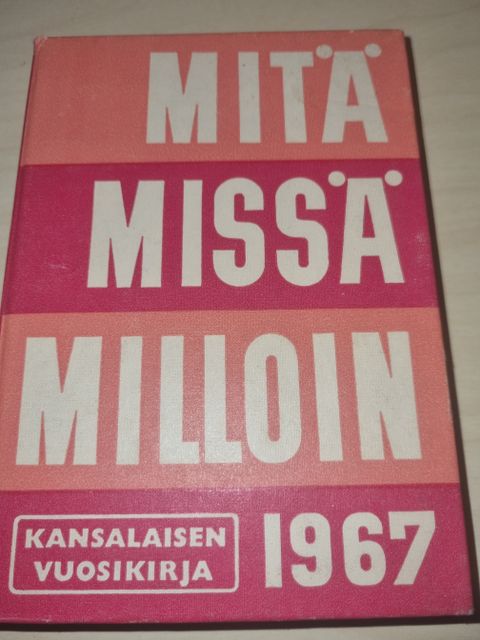 MITÄ
MISSÄ
MILLOIN
KANSALAISEN
VUOSIKIRJA
1967